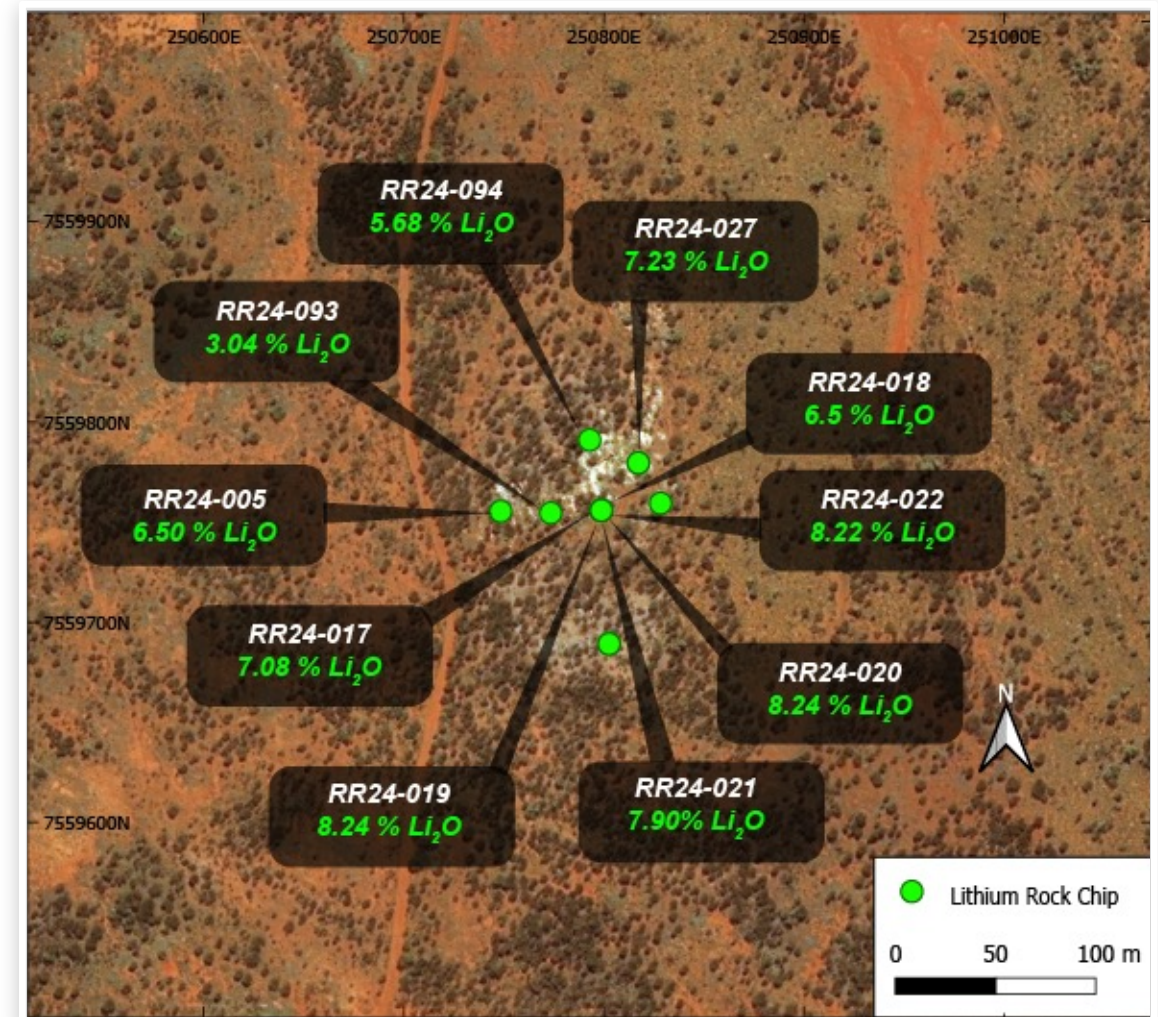 250600E 250700E 250800E 250900E 251000E
RR24-094
5.68 % Li₂O
7559900N
RR24-027
7.23 % Li₂O
RR24-093
3.04 % Li₂O
RR24-018
6.5 % Li₂O
7559800N
RR24-005
6.50 % Li₂O
RR24-022
8.22 % Li₂O
7559700N
RR24-017
7.08 % Li₂O
RR24-020
8.24 % Li₂O
N
RR24-019
8.24 % Li₂O
RR24-021
7.90% Li₂O
7559600N
Lithium Rock Chip
0 50 100 m